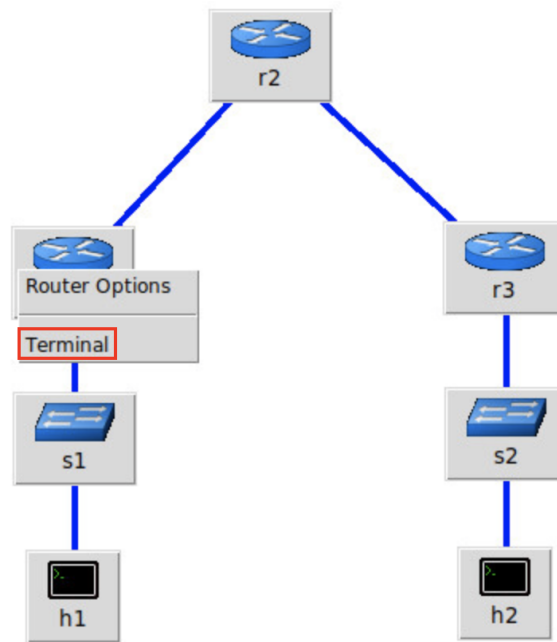 r2
Router Options
Terminal
r3
s1
s2
h1
h2